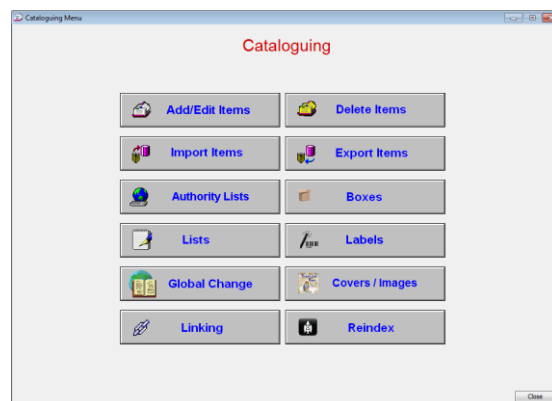 Cataloguing Menu
Cataloguing
Add/Edit Items
Delete Items
Import Items
Export Items
Authority Lists
Boxes
Lists
Labels
Global Change
Covers / Images
Linking
Reindex
Close